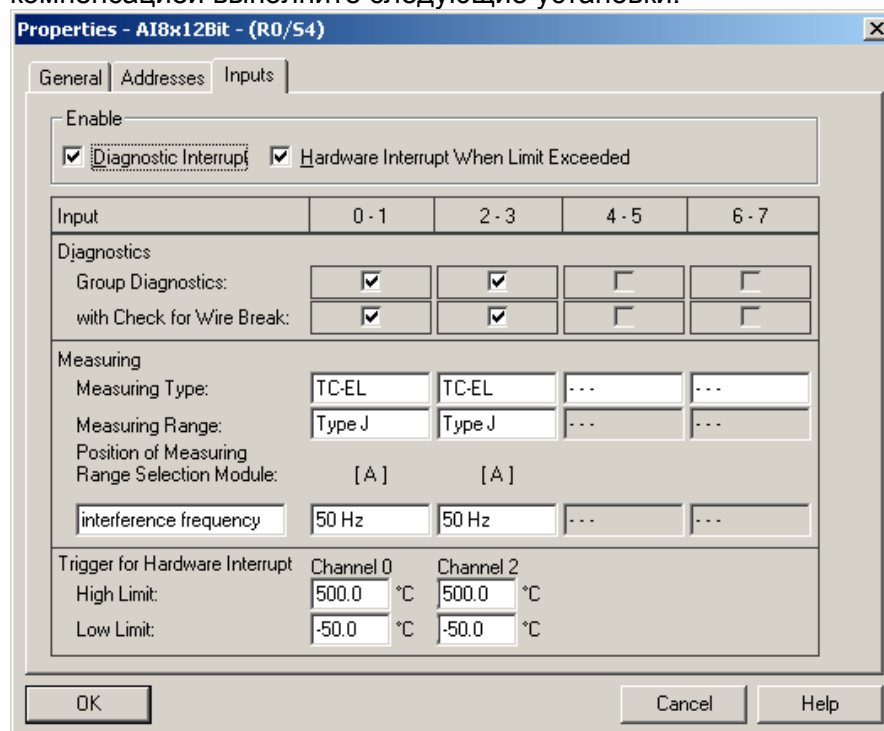 компенсацией выполните следующие установки:
Properties - AI8x12Bit - (R0/S4)
General Addresses Inputs
Enable
Diagnostic Interrupt Hardware Interrupt When Limit Exceeded
Input 0 - 1 2 - 3 4 - 5 6 - 7
Diagnostics
Group Diagnostics:
with Check for Wire Break:
Measuring
Measuring Type: TC-EL TC-EL --- ---
Measuring Range: Type J Type J --- ---
Position of Measuring
Range Selection Module: [ A ] [ A ]
interference frequency 50 Hz 50 Hz --- ---
Trigger for Hardware Interrupt Channel 0 Channel 2
High Limit: 500.0 °C 500.0 °C
Low Limit: -50.0 °C -50.0 °C
OK Cancel Help